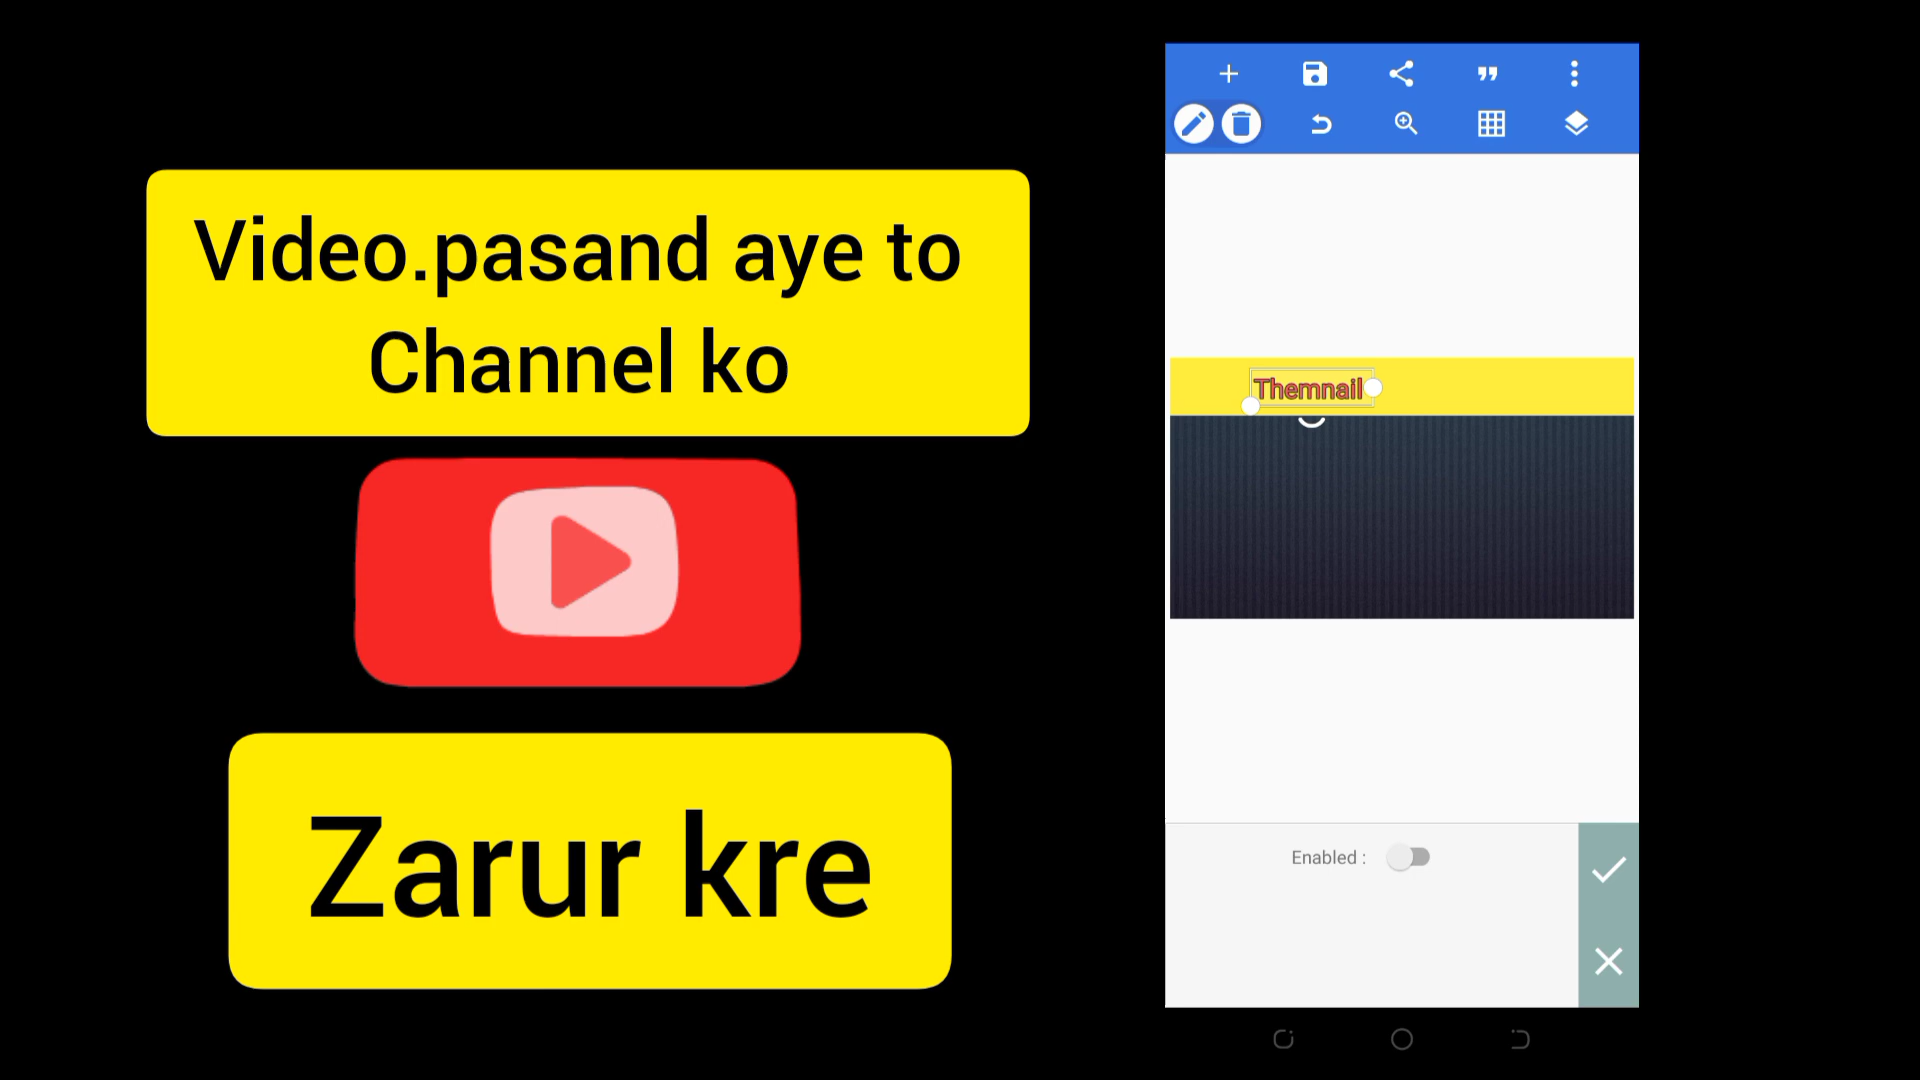 Video.pasand aye to
Channel ko
Zarur kre
Themnail
Enabled :